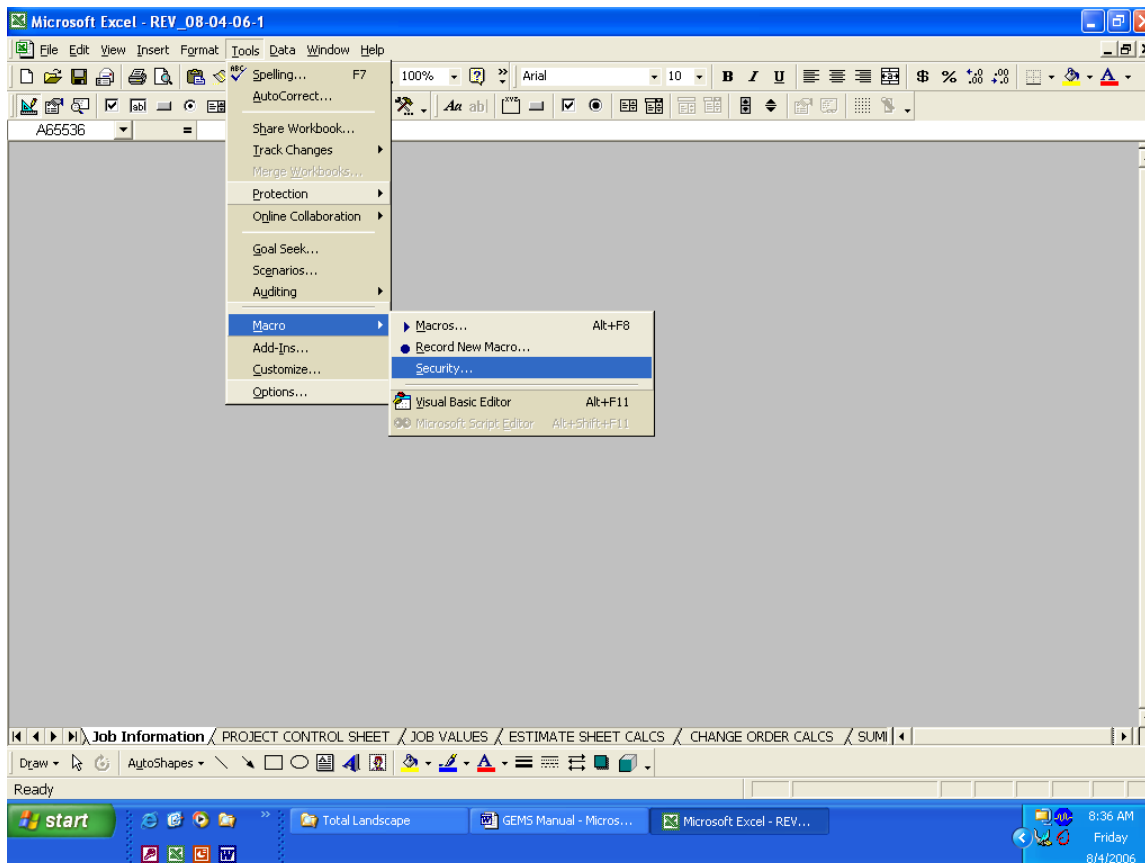 Microsoft Excel - REV_08-04-06-1
File Edit View Insert Format Tools Data Window Help
100% Arial 10 B I U $ %
A65536 =
ABC Spelling... F7
AutoCorrect...
Share Workbook...
Track Changes
Merge Workbooks...
Protection
Online Collaboration
Goal Seek...
Scenarios...
Auditing
Macro
Add-Ins...
Customize...
Options...
Macros... Alt+F8
Record New Macro...
Security...
Visual Basic Editor Alt+F11
Microsoft Script Editor Alt+Shift+F11
Job Information / PROJECT CONTROL SHEET / JOB VALUES / ESTIMATE SHEET CALCS / CHANGE ORDER CALCS / SUMI
Draw AutoShapes
Ready
start Total Landscape GEMS Manual - Micros... Microsoft Excel - REV... 8:36 AM
Friday
8/4/2006